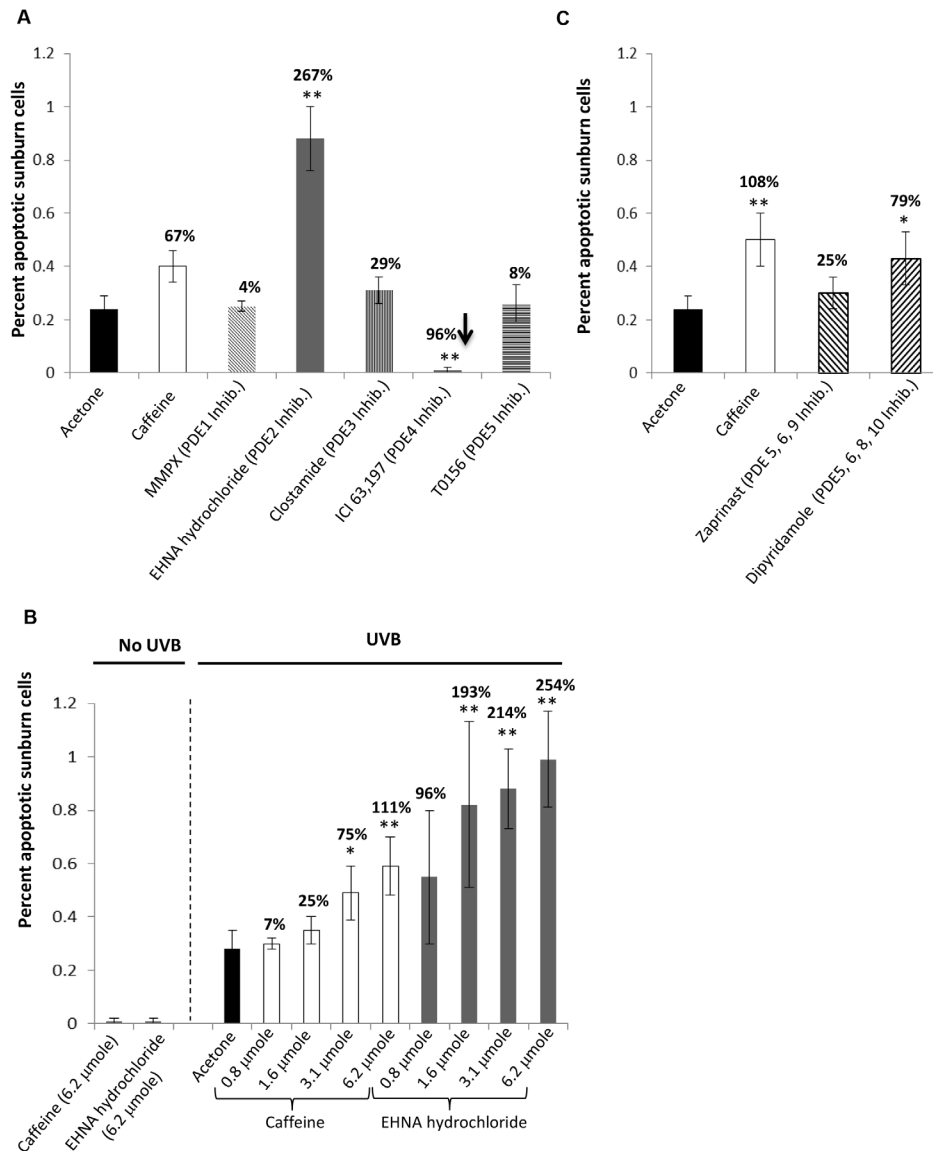 A
Percent apoptotic sunburn cells
1.2
1
0.8
0.6
0.4
0.2
0
67%
4%
267%
**
29%
96%
**
8%
Acetone
Caffeine
MMPX (PDE1 Inhib.)
EHNA hydrochloride (PDE2 Inhib.)
Clostamide (PDE3 Inhib.)
ICI 63,197 (PDE4 Inhib.)
T0156 (PDE5 Inhib.)
C
Percent apoptotic sunburn cells
1.2
1
0.8
0.6
0.4
0.2
0
108%
**
25%
79%
*
Acetone
Caffeine
Zaprinast (PDE 5, 6, 9 Inhib.)
Dipyridamole (PDE5, 6, 8, 10 Inhib.)
B
No UVB
UVB
Percent apoptotic sunburn cells
1.2
1
0.8
0.6
0.4
0.2
0
7%
25%
75%
*
111%
**
96%
193%
**
214%
**
254%
**
Caffeine (6.2 µmole)
EHNA hydrochloride
(6.2 µmole)
Acetone
0.8 µmole
1.6 µmole
3.1 µmole
6.2 µmole
0.8 µmole
1.6 µmole
3.1 µmole
6.2 µmole
Caffeine
EHNA hydrochloride